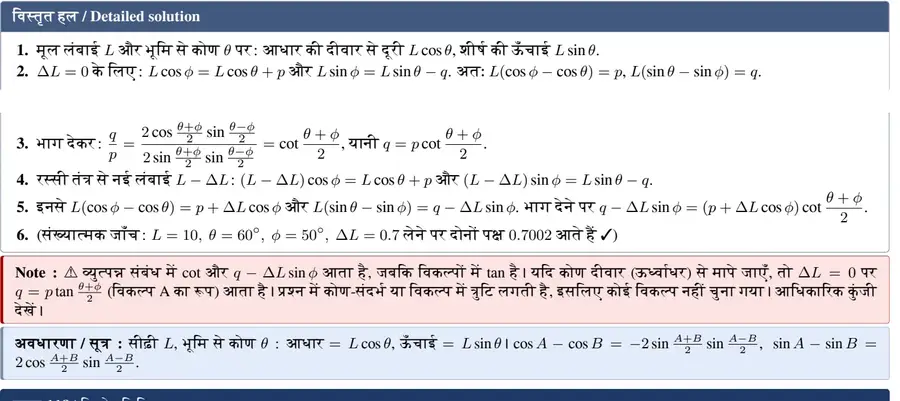 विस्तृत हल / Detailed solution
1. मूल लंबाई L और भूमि से कोण θ पर: आधार की दीवार से दूरी L cos θ, शीर्ष की ऊँचाई L sin θ.
2. ΔL = 0 के लिए: L cos φ = L cos θ + p और L sin φ = L sin θ − q. अतः L(cos φ − cos θ) = p, L(sin θ − sin φ) = q.
3. भाग देकर: q/p = (2 cos (θ+φ)/2 sin (θ−φ)/2)/(2 sin (θ+φ)/2 sin (θ−φ)/2) = cot (θ + φ)/2, यानी q = p cot (θ + φ)/2.
4. रस्सी तंत्र से नई लंबाई L − ΔL: (L − ΔL) cos φ = L cos θ + p और (L − ΔL) sin φ = L sin θ − q.
5. इनसे L(cos φ − cos θ) = p + ΔL cos φ और L(sin θ − sin φ) = q − ΔL sin φ. भाग देने पर q − ΔL sin φ = (p + ΔL cos φ) cot (θ + φ)/2.
6. (संख्यात्मक जाँच: L = 10, θ = 60°, φ = 50°, ΔL = 0.7 लेने पर दोनों पक्ष 0.7002 आते हैं ✓)
Note : ⚠ व्युत्पन्न संबंध में cot और q − ΔL sin φ आता है, जबकि विकल्पों में tan है। यदि कोण दीवार (ऊर्ध्वाधर) से मापे जाएँ, तो ΔL = 0 पर
q = p tan (θ+φ)/2 (विकल्प A का रूप) आता है। प्रश्न में कोण-संदर्भ या विकल्प में त्रुटि लगती है, इसलिए कोई विकल्प नहीं चुना गया। आधिकारिक कुंजी
देखें।
अवधारणा / सूत्र : सीढ़ी L, भूमि से कोण θ : आधार = L cos θ, ऊँचाई = L sin θ। cos A − cos B = −2 sin (A+B)/2 sin (A−B)/2 , sin A − sin B =
2 cos (A+B)/2 sin (A−B)/2 .